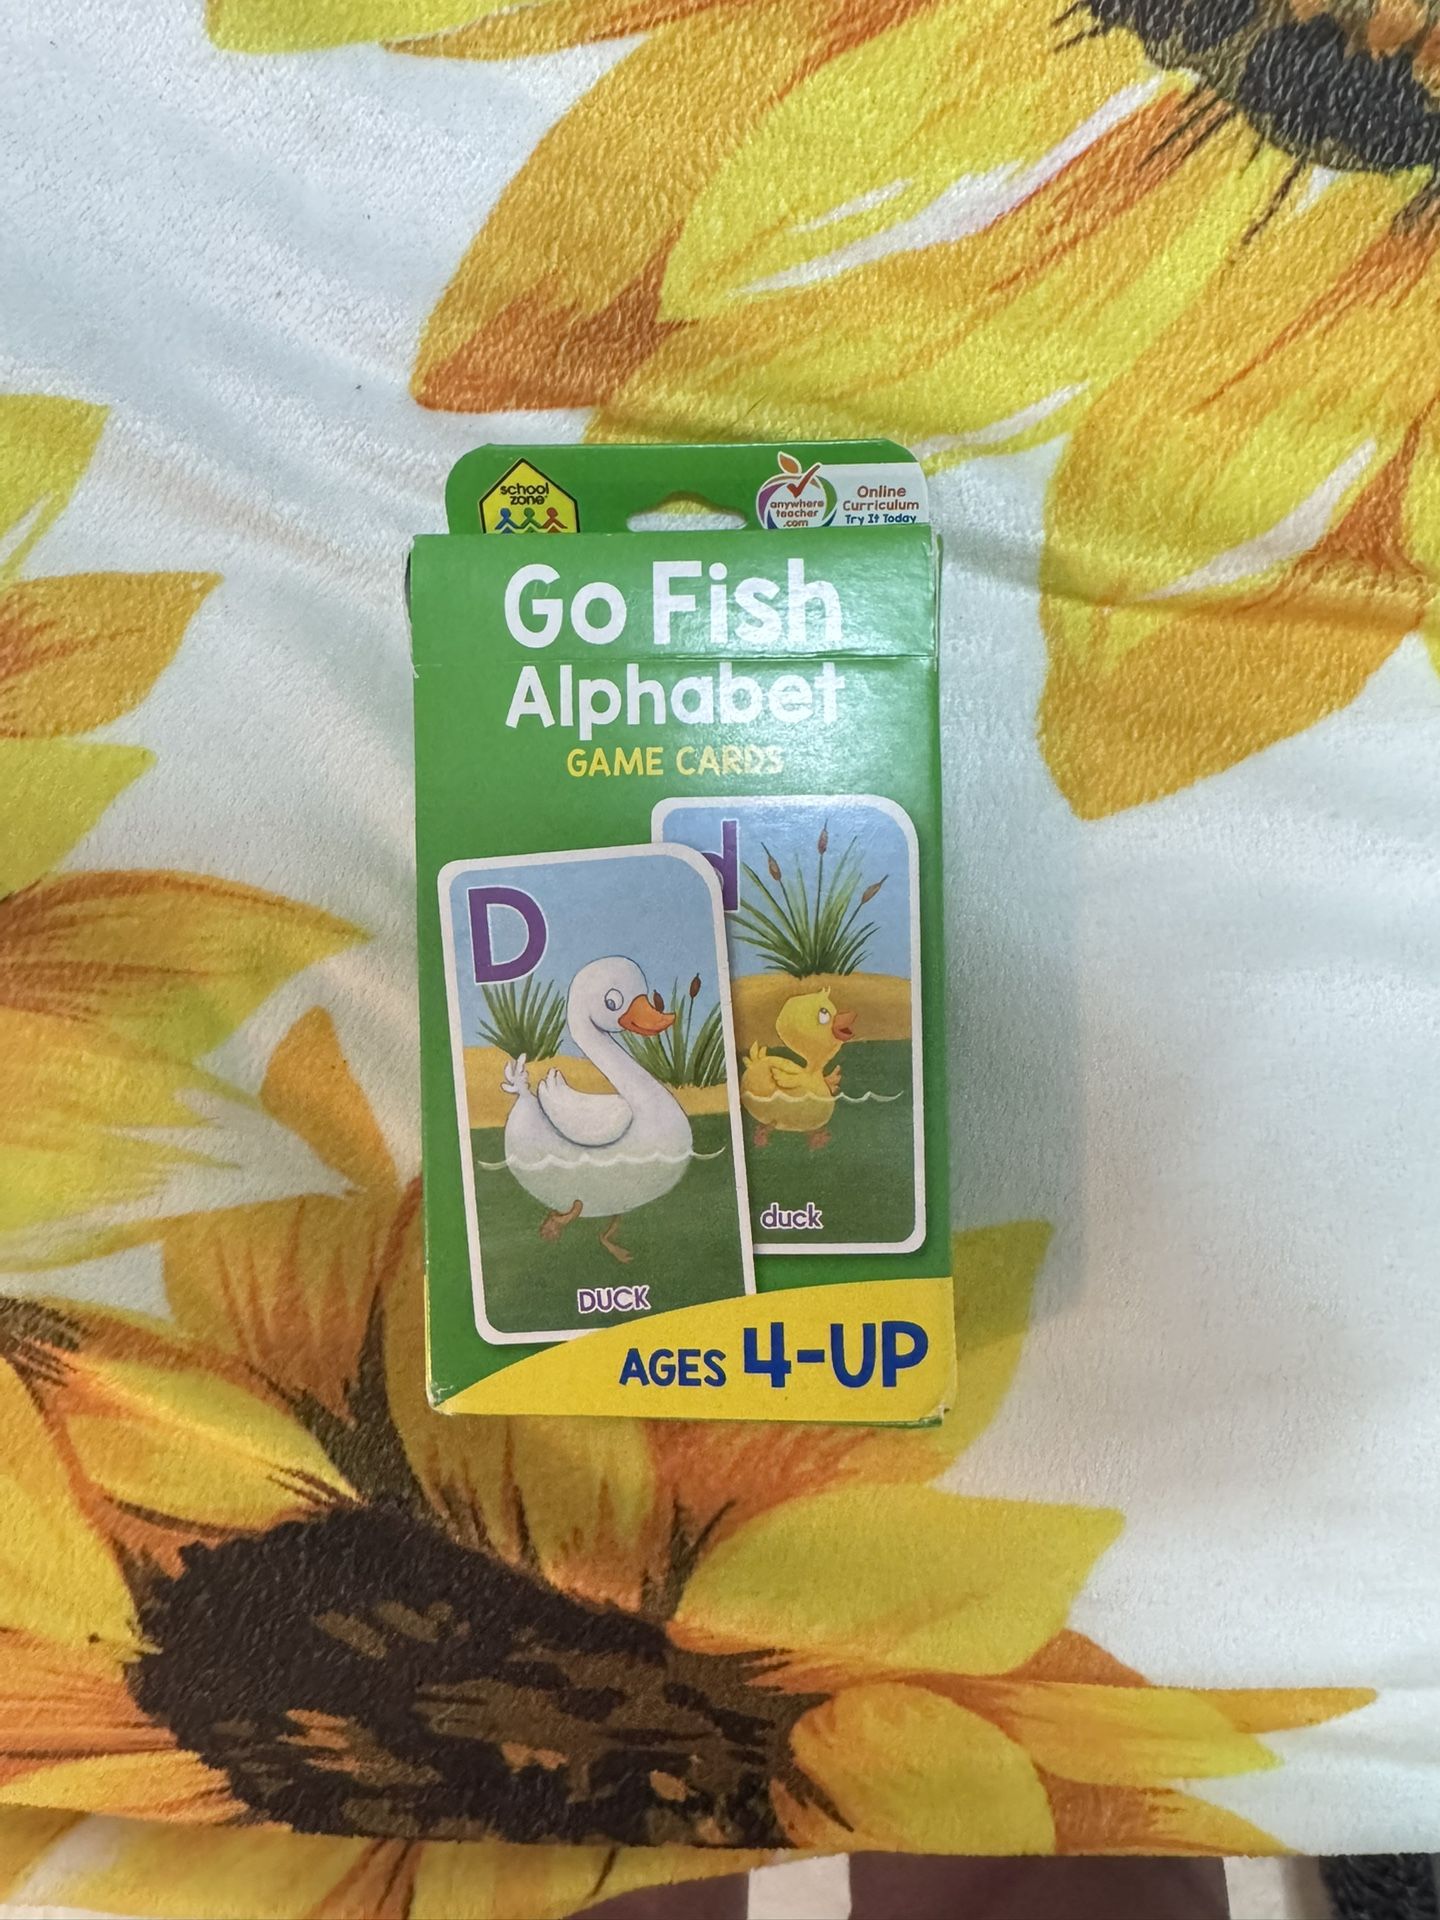 school
zone®
anywhere
teacher
.com
Online
Curriculum
Try It Today
Go Fish
Alphabet
GAME CARDS
d
D
duck
DUCK
AGES 4-UP